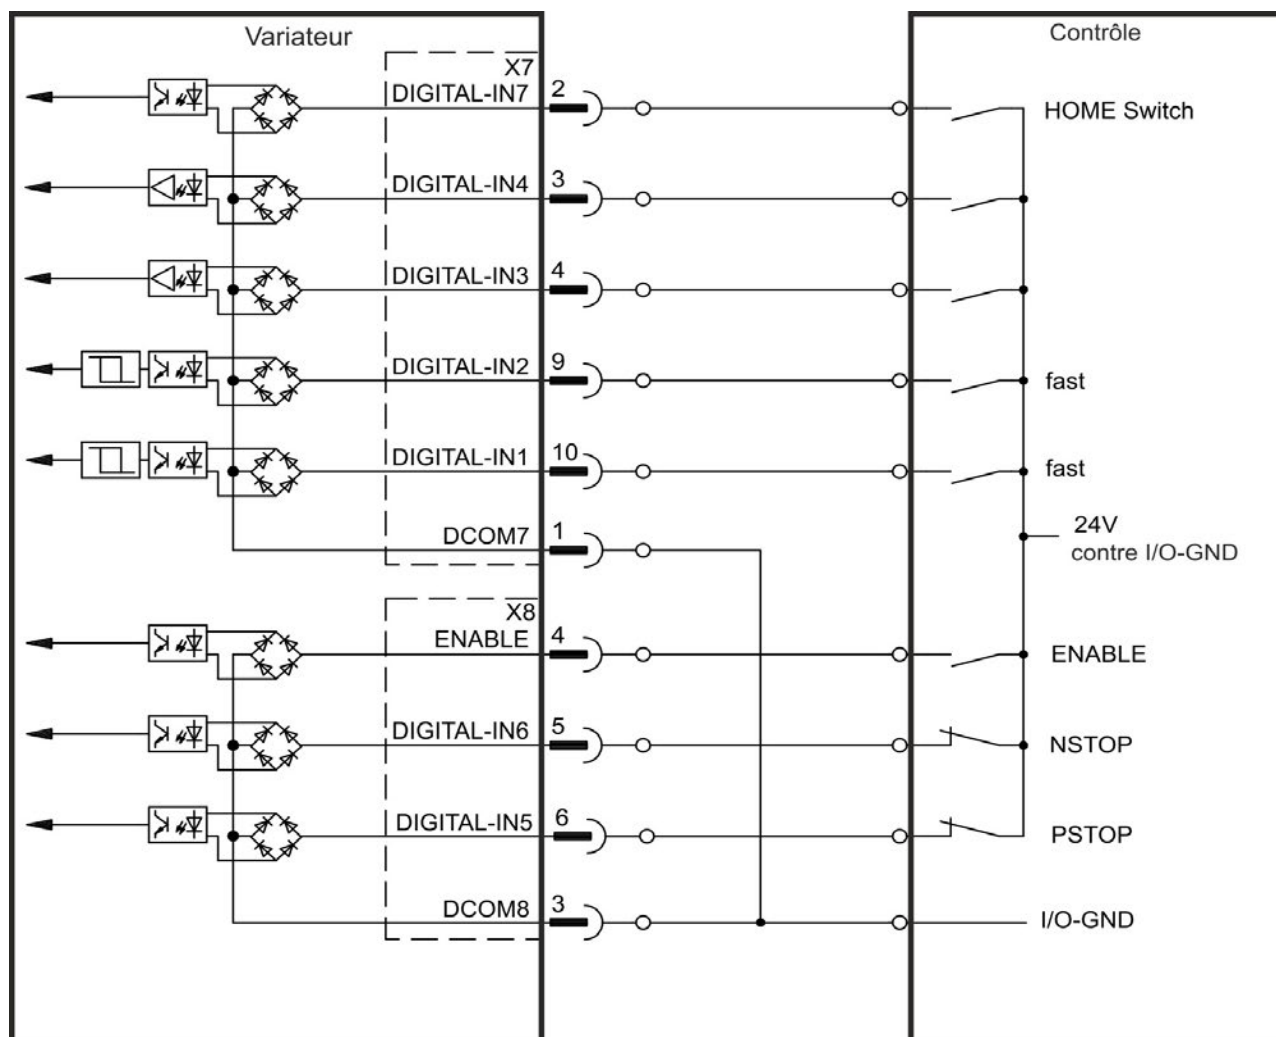 Variateur
Contrôle
X7
DIGITAL-IN7 2 HOME Switch
DIGITAL-IN4 3
DIGITAL-IN3 4
DIGITAL-IN2 9 fast
DIGITAL-IN1 10 fast
DCOM7 1 24V
contre I/O-GND
X8
ENABLE 4 ENABLE
DIGITAL-IN6 5 NSTOP
DIGITAL-IN5 6 PSTOP
DCOM8 3 I/O-GND